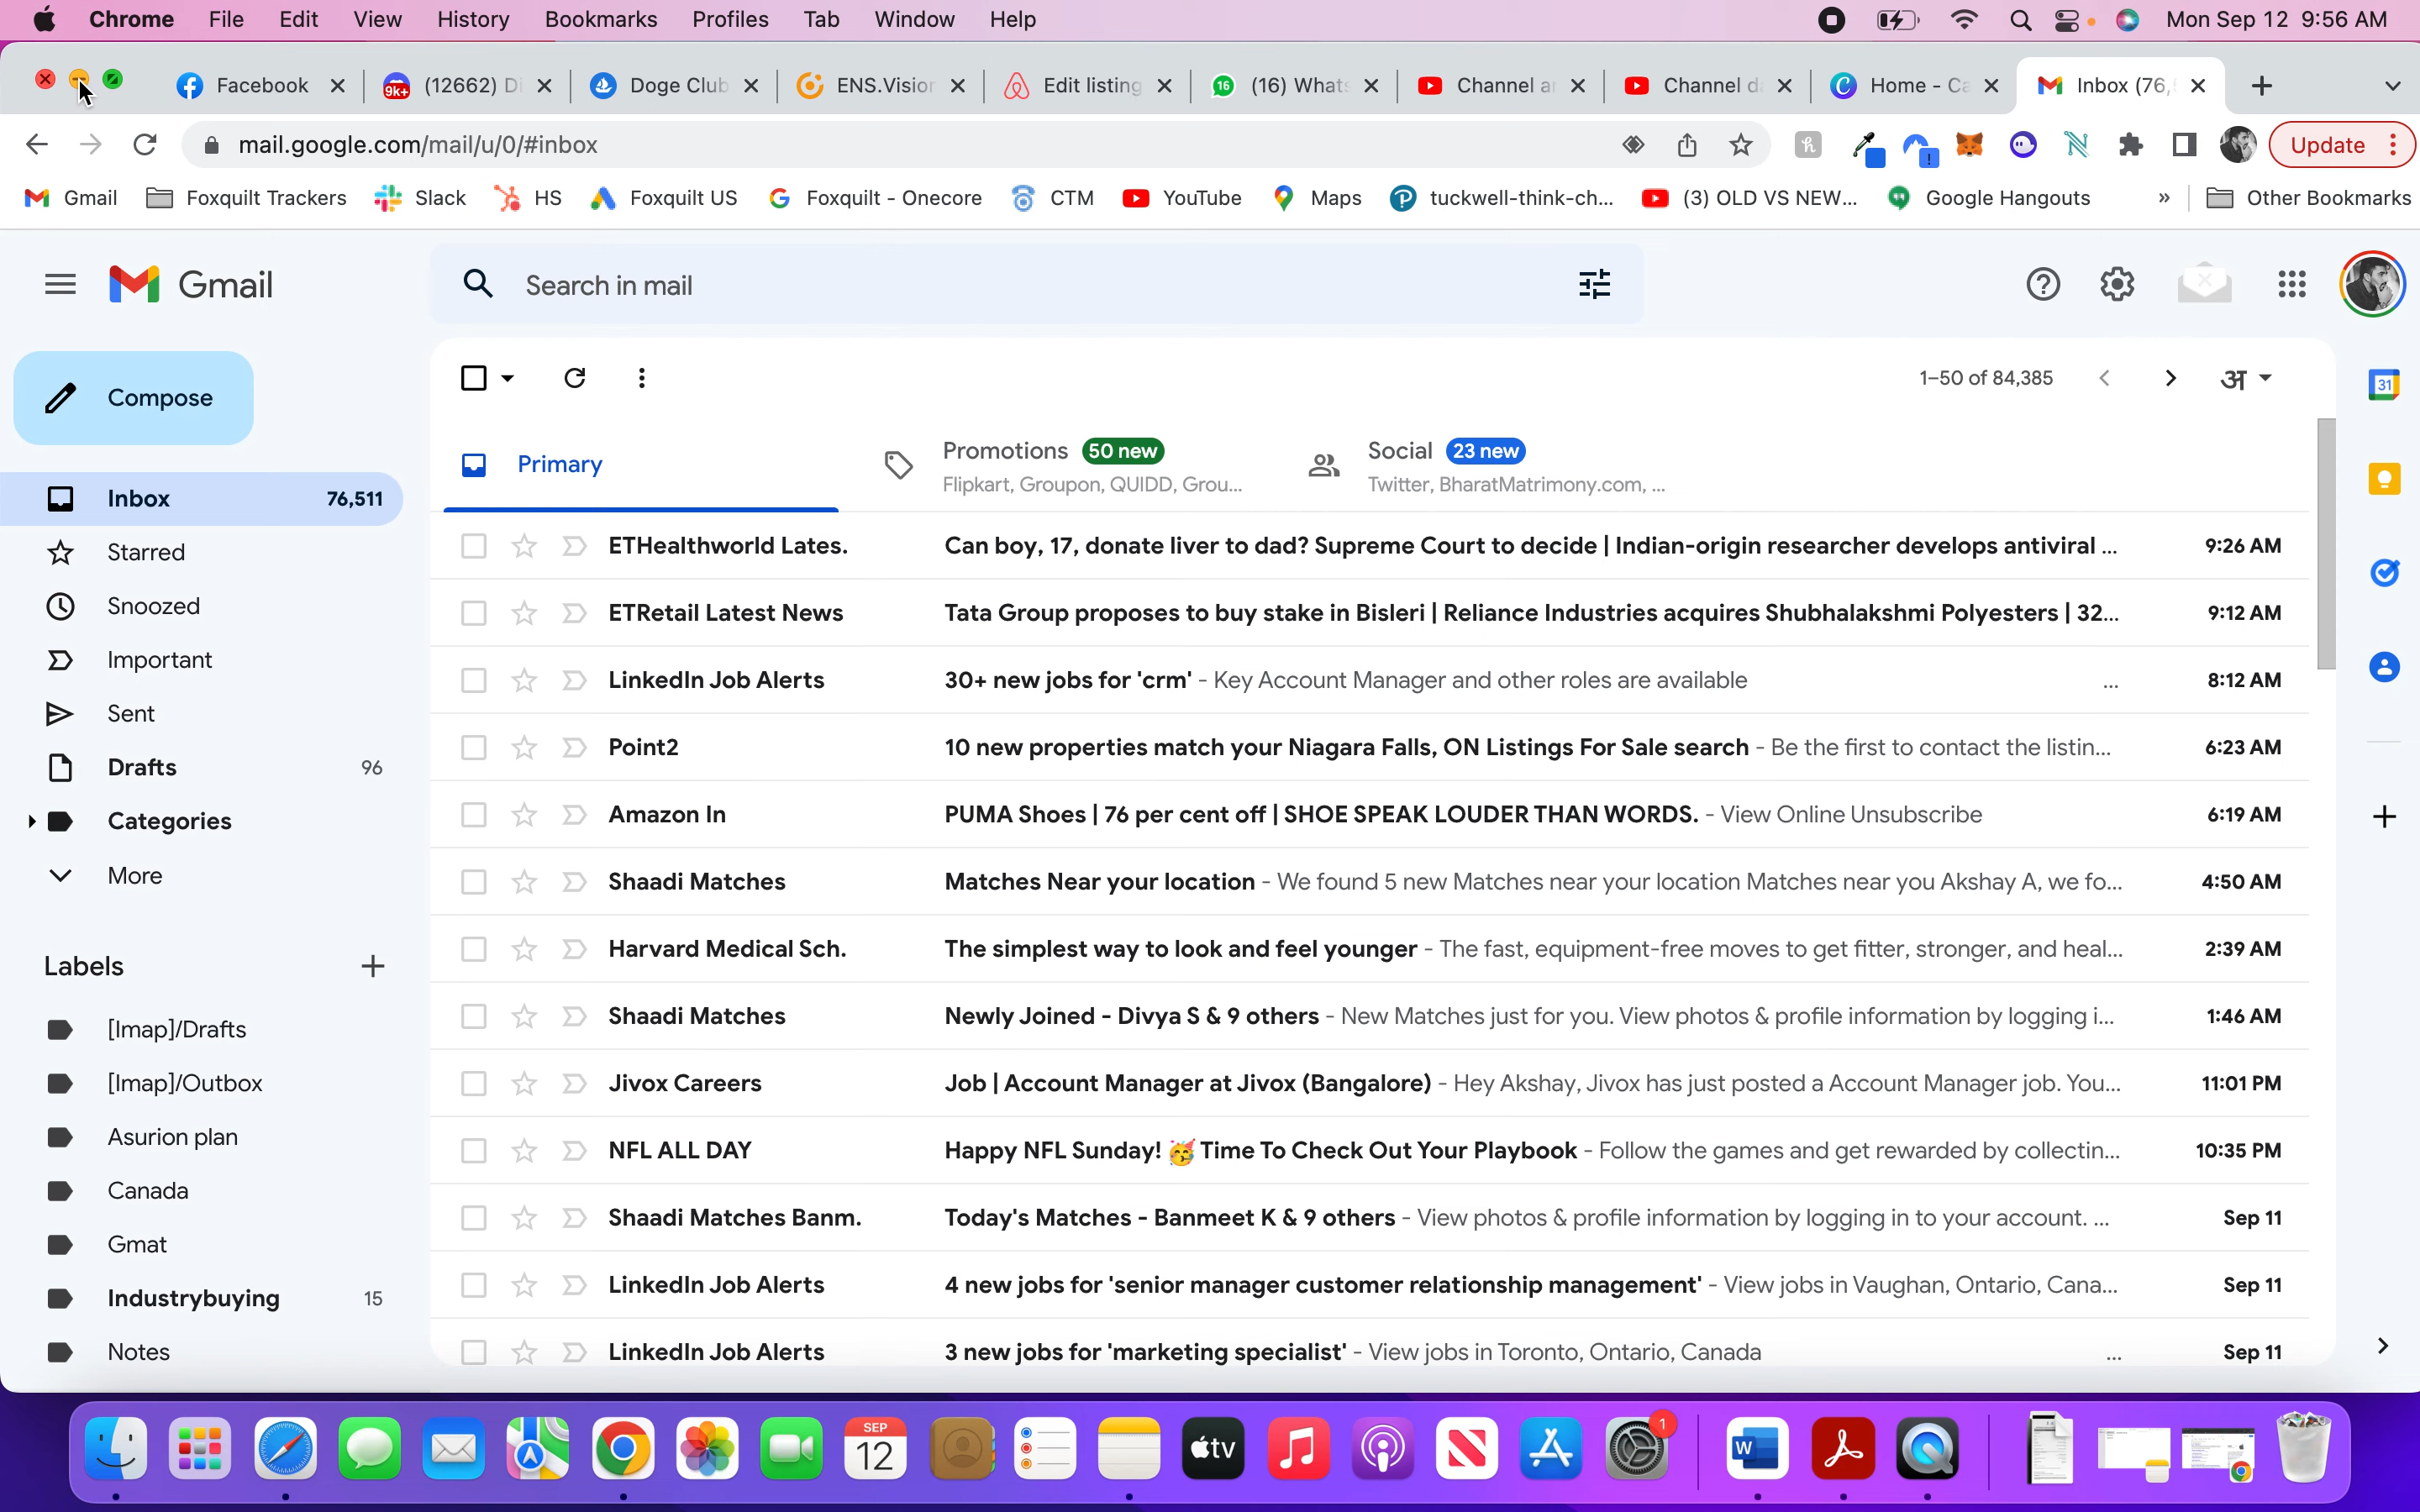 Chrome File Edit View History Bookmarks Profiles Tab Window Help Mon Sep 12 9:56 AM
Facebook 9k+ (12662) Di Doge Club ENS.Vision Edit listing 16 (16) Whats Channel a Channel d Home - Ca Inbox (76,
mail.google.com/mail/u/0/#inbox Update
Gmail Foxquilt Trackers Slack HS Foxquilt US Foxquilt - Onecore CTM YouTube Maps tuckwell-think-ch... (3) OLD VS NEW... Google Hangouts » Other Bookmarks
Gmail Search in mail
Compose
1–50 of 84,385 अ
Primary
Promotions 50 new
Flipkart, Groupon, QUIDD, Grou...
Social 23 new
Twitter, BharatMatrimony.com, ...
31
Inbox 76,511
Starred
Snoozed
Important
Sent
Drafts 96
Categories
More
Labels
[Imap]/Drafts
[Imap]/Outbox
Asurion plan
Canada
Gmat
Industrybuying 15
Notes
ETHealthworld Lates. Can boy, 17, donate liver to dad? Supreme Court to decide | Indian-origin researcher develops antiviral ... 9:26 AM
ETRetail Latest News Tata Group proposes to buy stake in Bisleri | Reliance Industries acquires Shubhalakshmi Polyesters | 32... 9:12 AM
LinkedIn Job Alerts 30+ new jobs for 'crm' - Key Account Manager and other roles are available ... 8:12 AM
Point2 10 new properties match your Niagara Falls, ON Listings For Sale search - Be the first to contact the listin... 6:23 AM
Amazon In PUMA Shoes | 76 per cent off | SHOE SPEAK LOUDER THAN WORDS. - View Online Unsubscribe 6:19 AM
Shaadi Matches Matches Near your location - We found 5 new Matches near your location Matches near you Akshay A, we fo... 4:50 AM
Harvard Medical Sch. The simplest way to look and feel younger - The fast, equipment-free moves to get fitter, stronger, and heal... 2:39 AM
Shaadi Matches Newly Joined - Divya S & 9 others - New Matches just for you. View photos & profile information by logging i... 1:46 AM
Jivox Careers Job | Account Manager at Jivox (Bangalore) - Hey Akshay, Jivox has just posted a Account Manager job. You... 11:01 PM
NFL ALL DAY Happy NFL Sunday! 🥳 Time To Check Out Your Playbook - Follow the games and get rewarded by collectin... 10:35 PM
Shaadi Matches Banm. Today's Matches - Banmeet K & 9 others - View photos & profile information by logging in to your account. ... Sep 11
LinkedIn Job Alerts 4 new jobs for 'senior manager customer relationship management' - View jobs in Vaughan, Ontario, Cana... Sep 11
LinkedIn Job Alerts 3 new jobs for 'marketing specialist' - View jobs in Toronto, Ontario, Canada ... Sep 11
SEP
12
tv
1
W